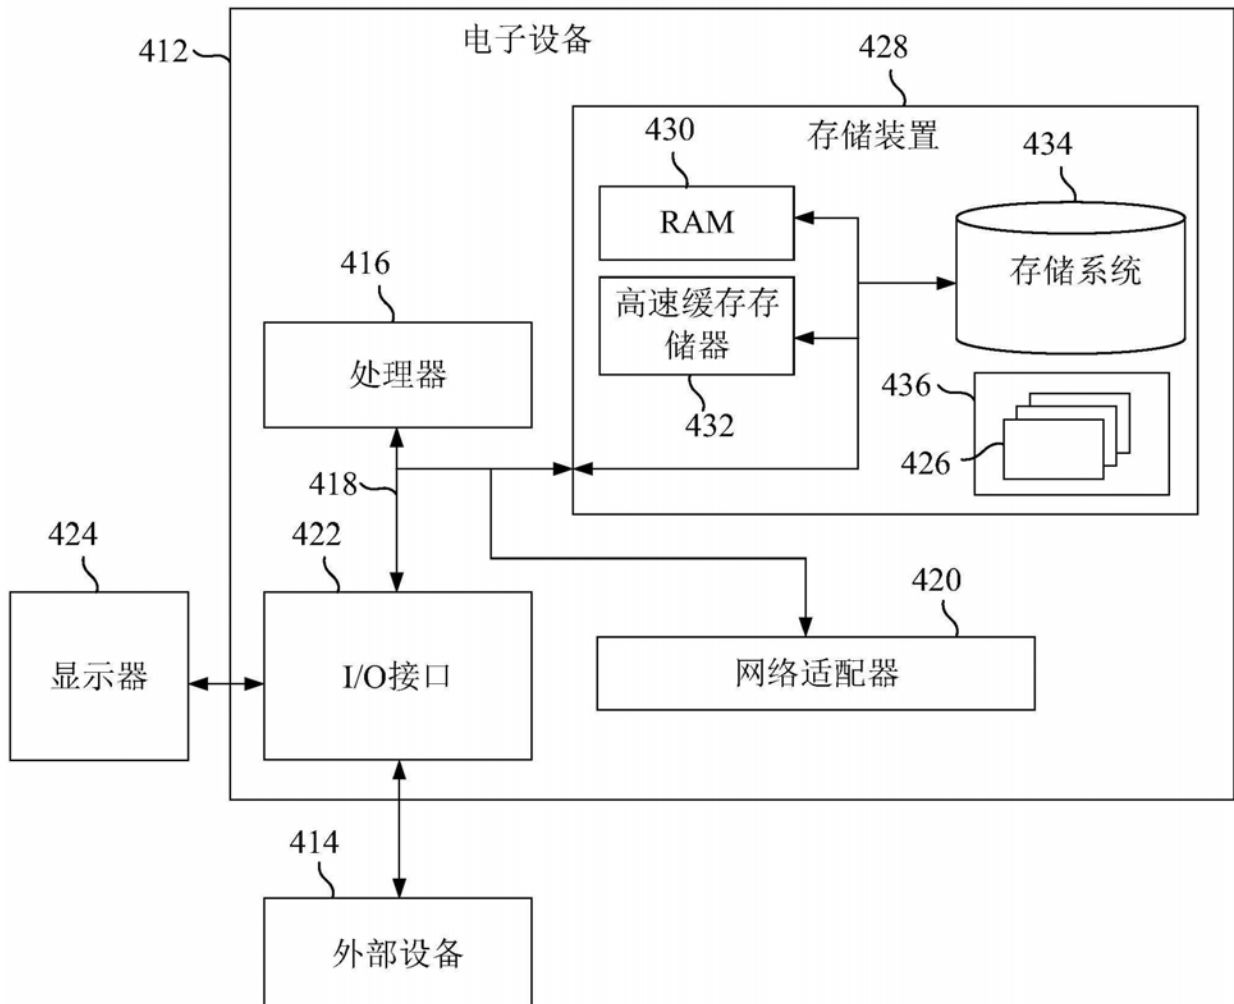 电子设备
412
428
存储装置
430
434
RAM
存储系统
416
高速缓存存
储器
处理器
432
436
426
418
424
422
420
显示器
I/O接口
网络适配器
414
外部设备